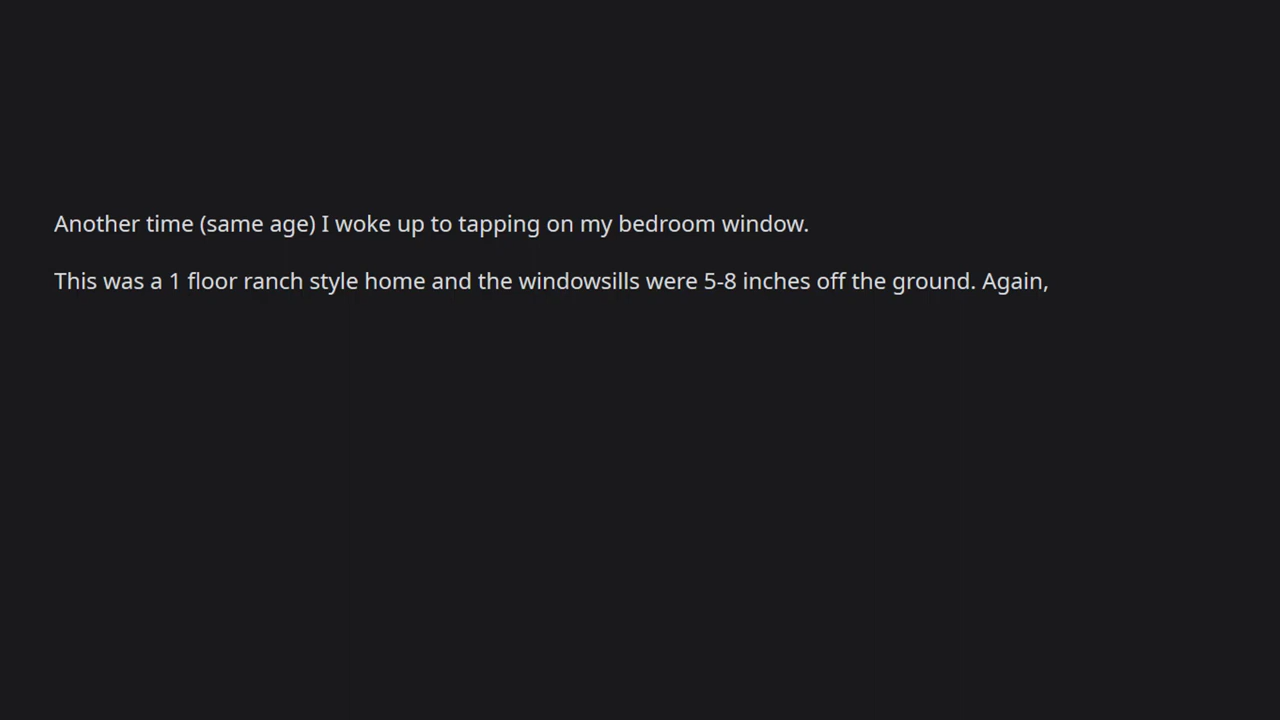 Another time (same age) I woke up to tapping on my bedroom window.
This was a 1 floor ranch style home and the windowsills were 5-8 inches off the ground. Again,